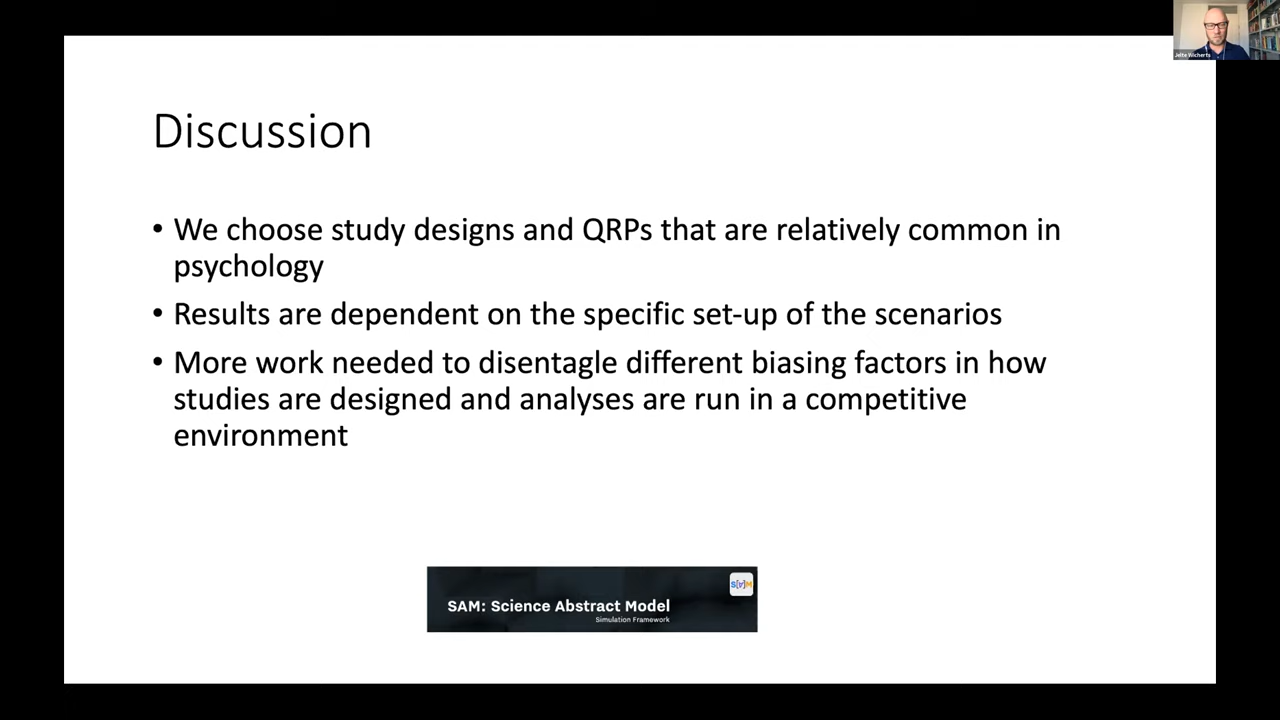 Jelte Wicherts
Discussion
• We choose study designs and QRPs that are relatively common in
psychology
• Results are dependent on the specific set-up of the scenarios
• More work needed to disentagle different biasing factors in how
studies are designed and analyses are run in a competitive
environment
S[a]M
SAM: Science Abstract Model
Simulation Framework